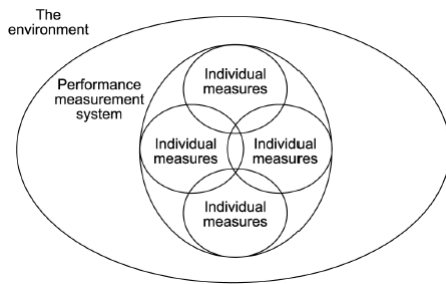 The
environment
Performance
measurement
system
Individual
measures
Individual
measures
Individual
measures
Individual
measures